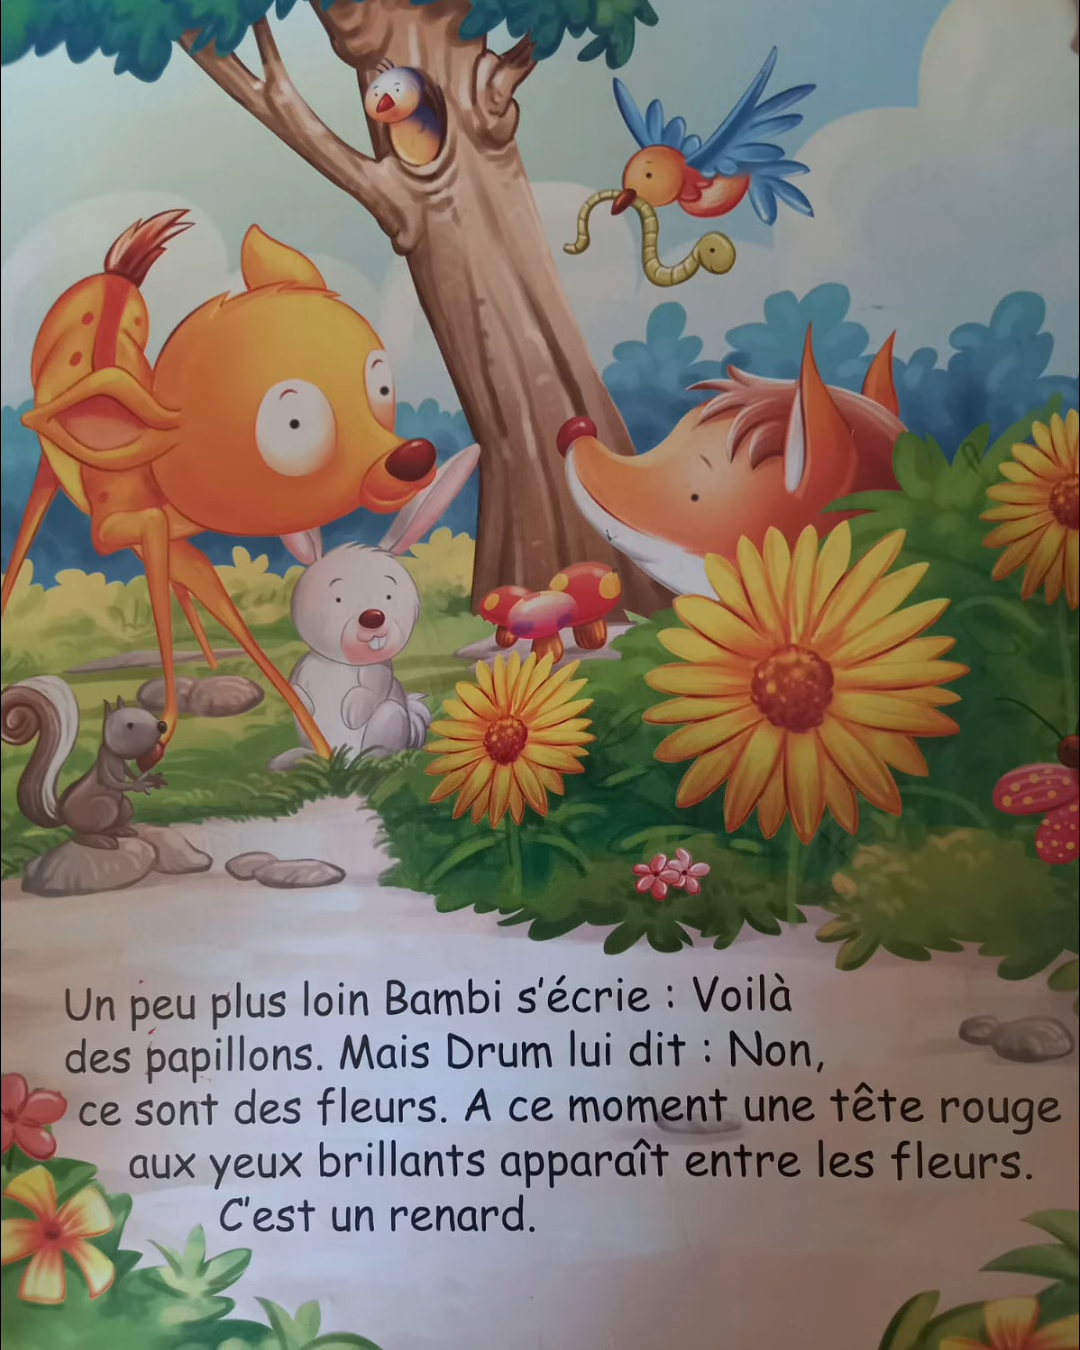 Un peu plus loin Bambi s'écrie : Voilà
des papillons. Mais Drum lui dit : Non,
ce sont des fleurs. A ce moment une tête rouge
aux yeux brillants apparaît entre les fleurs.
C'est un renard.